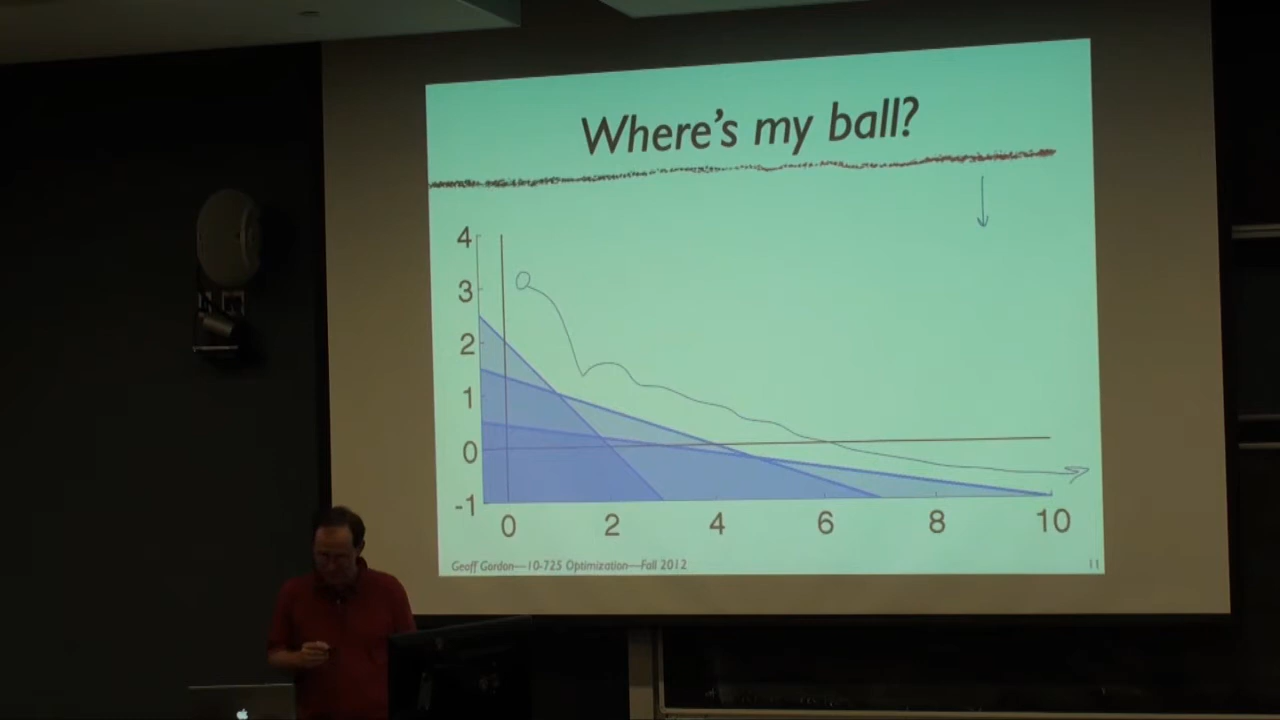 Where's my ball?
4
3
2
1
0
-1
0 2 4 6 8 10
Geoff Gordon—10-725 Optimization—Fall 2012
11